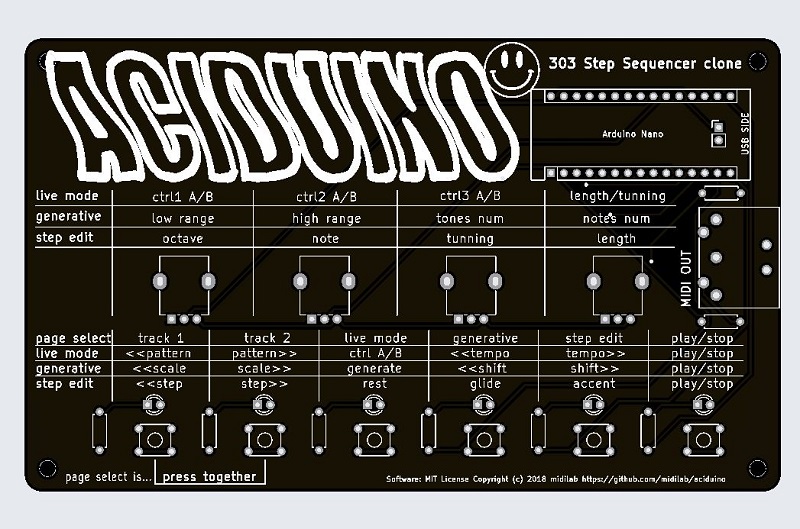 ACIDUINO
303 Step Sequencer clone
Arduino Nano
USB SIDE
live mode ctrl1 A/B ctrl2 A/B ctrl3 A/B length/tunning
generative low range high range tones num notes num
step edit octave note tunning length
MIDI OUT
page select track 1 track 2 live mode generative step edit play/stop
live mode <<pattern pattern>> ctrl A/B <<tempo tempo>> play/stop
generative <<scale scale>> generate <<shift shift>> play/stop
step edit <<step step>> rest glide accent play/stop
page select is... press together
Software: MIT License Copyright (c) 2018 midilab https://github.com/midilab/aciduino